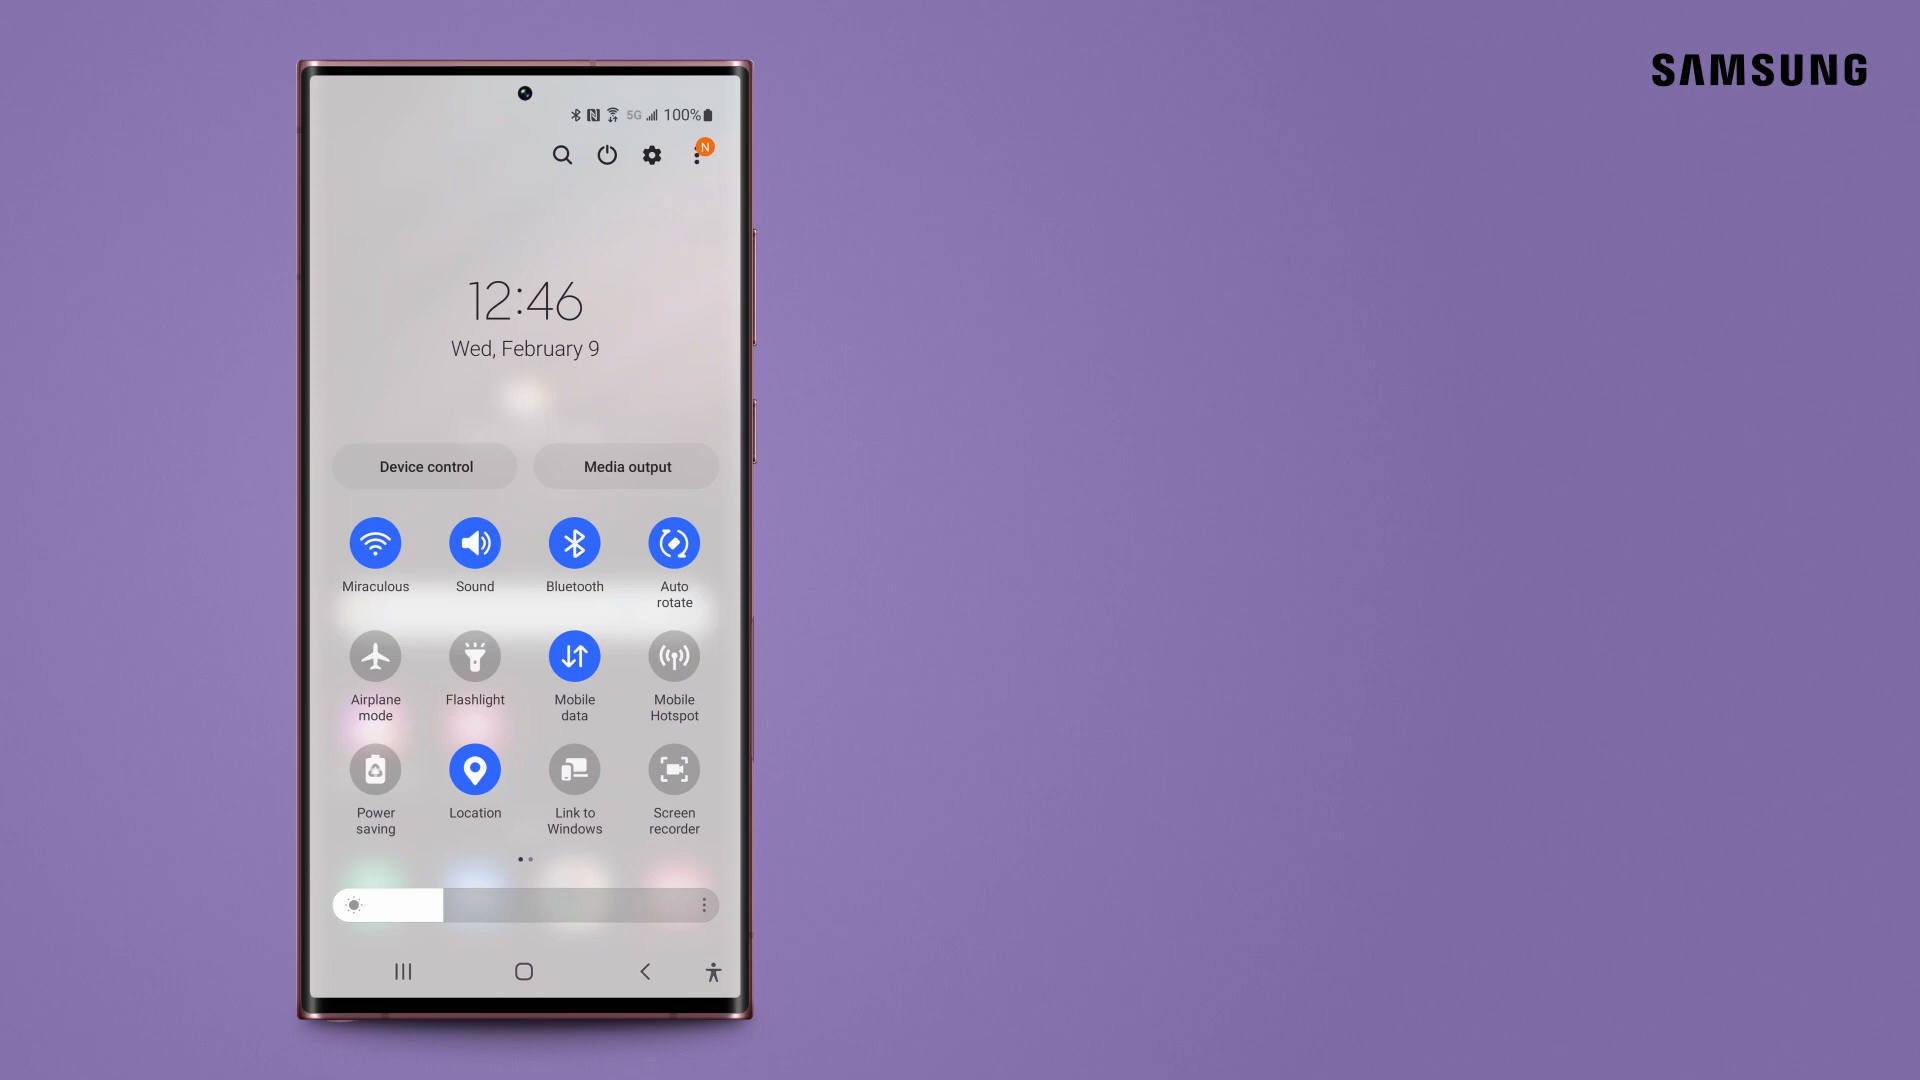 SAMSUNG
5G 100%
N
12:46
Wed, February 9
Device control Media output
Miraculous Sound Bluetooth Auto
rotate
Airplane Flashlight Mobile Mobile
mode data Hotspot
Power Location Link to Screen
saving Windows recorder